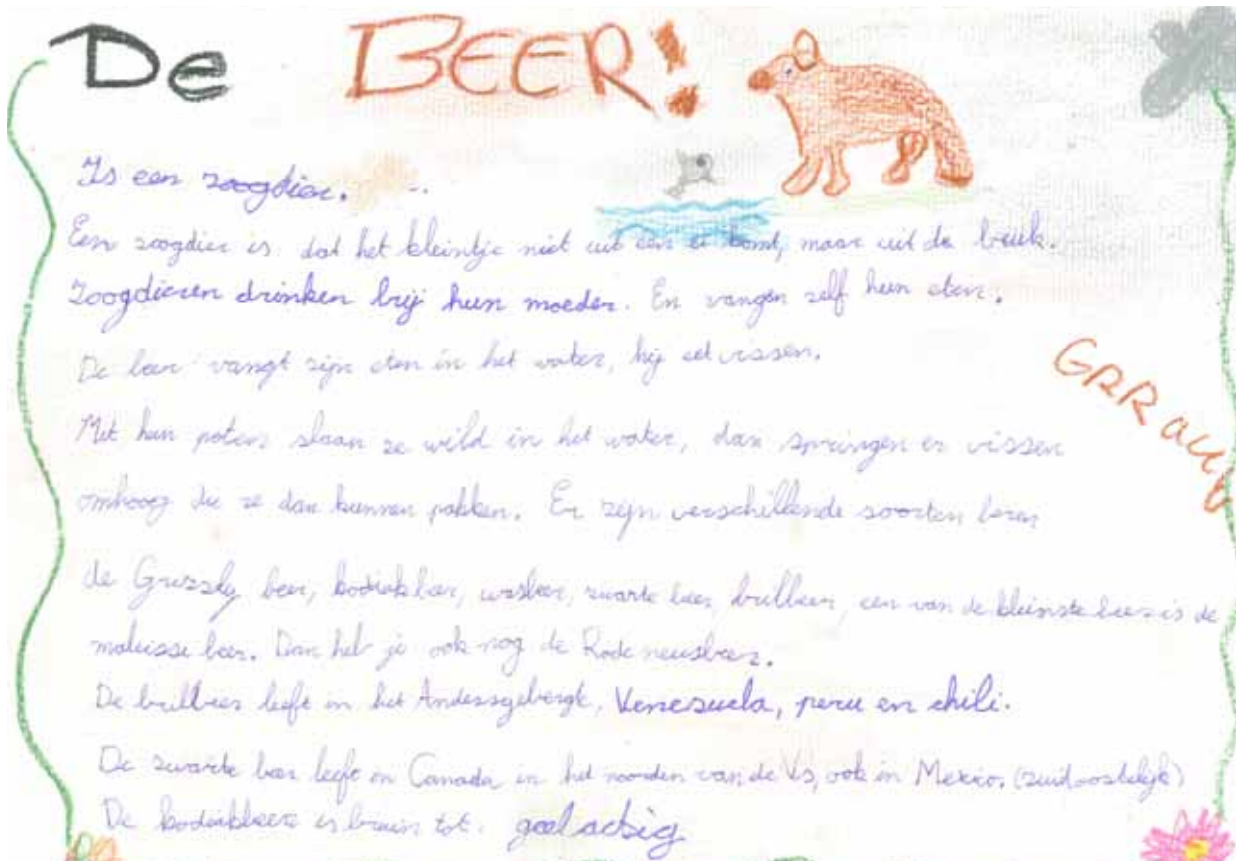 De BEER!
Is een zoogdier.
Een zoogdier is dat het kleintje niet uit een ei komt, maar uit de buik.
Zoogdieren drinken bij hun moeder. En vangen zelf hun eten.
De beer vangt zijn eten in het water, hij eet vissen.
Met hun poten slaan ze wild in het water, dan springen er vissen
omhoog die ze dan kunnen pakken. Er zijn verschillende soorten beren
de Grizzly beer, kodiakbeer, wasbeer, zwarte beer, brilbeer, een van de kleinste beren is de
maleisse beer. Dan heb je ook nog de Rode neusbeer.
De brilbeer leeft in het Andesgebergte, Venezuela, peru en chili.
De zwarte beer leeft in Canada in het noorden van de Vs, ook in Mexico. (zuidoostelijk)
De kodiakbeer is bruin tot. geelachig
GRRaUW